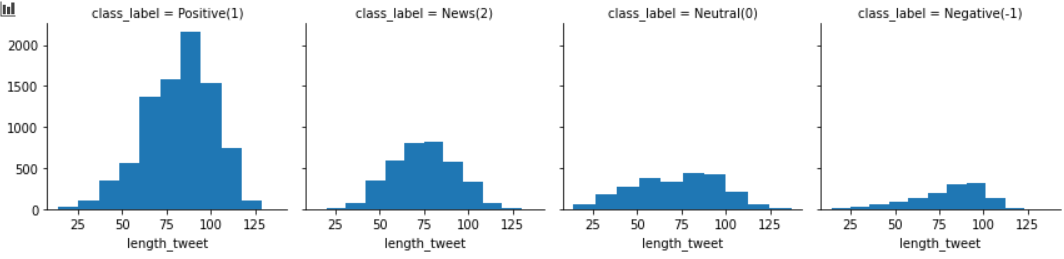 class_label = Positive(1) class_label = News(2) class_label = Neutral(0) class_label = Negative(-1)
2000
1500
1000
500
0
25 50 75 100 125 25 50 75 100 125 25 50 75 100 125 25 50 75 100 125
length_tweet length_tweet length_tweet length_tweet